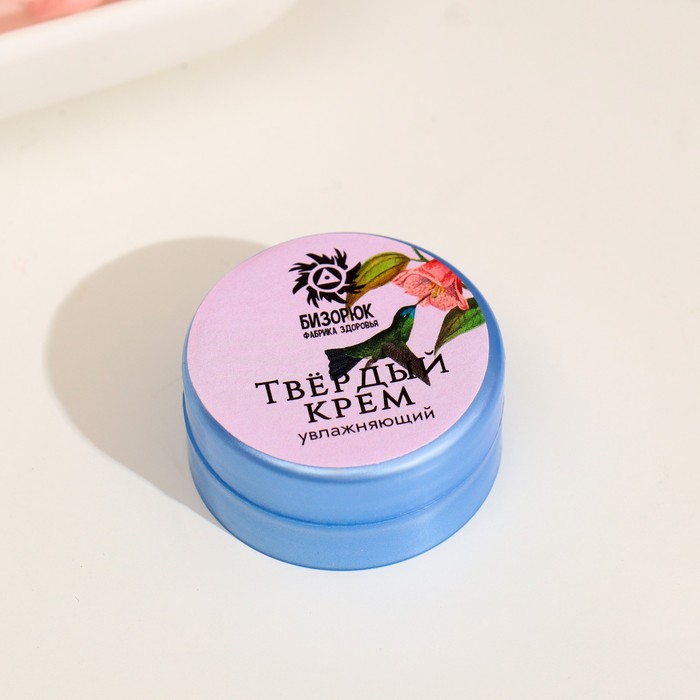 БИЗОРЮК
ФАБРИКА ЗДОРОВЬЯ
ТВЁРДЫЙ
КРЕМ
увлажняющий